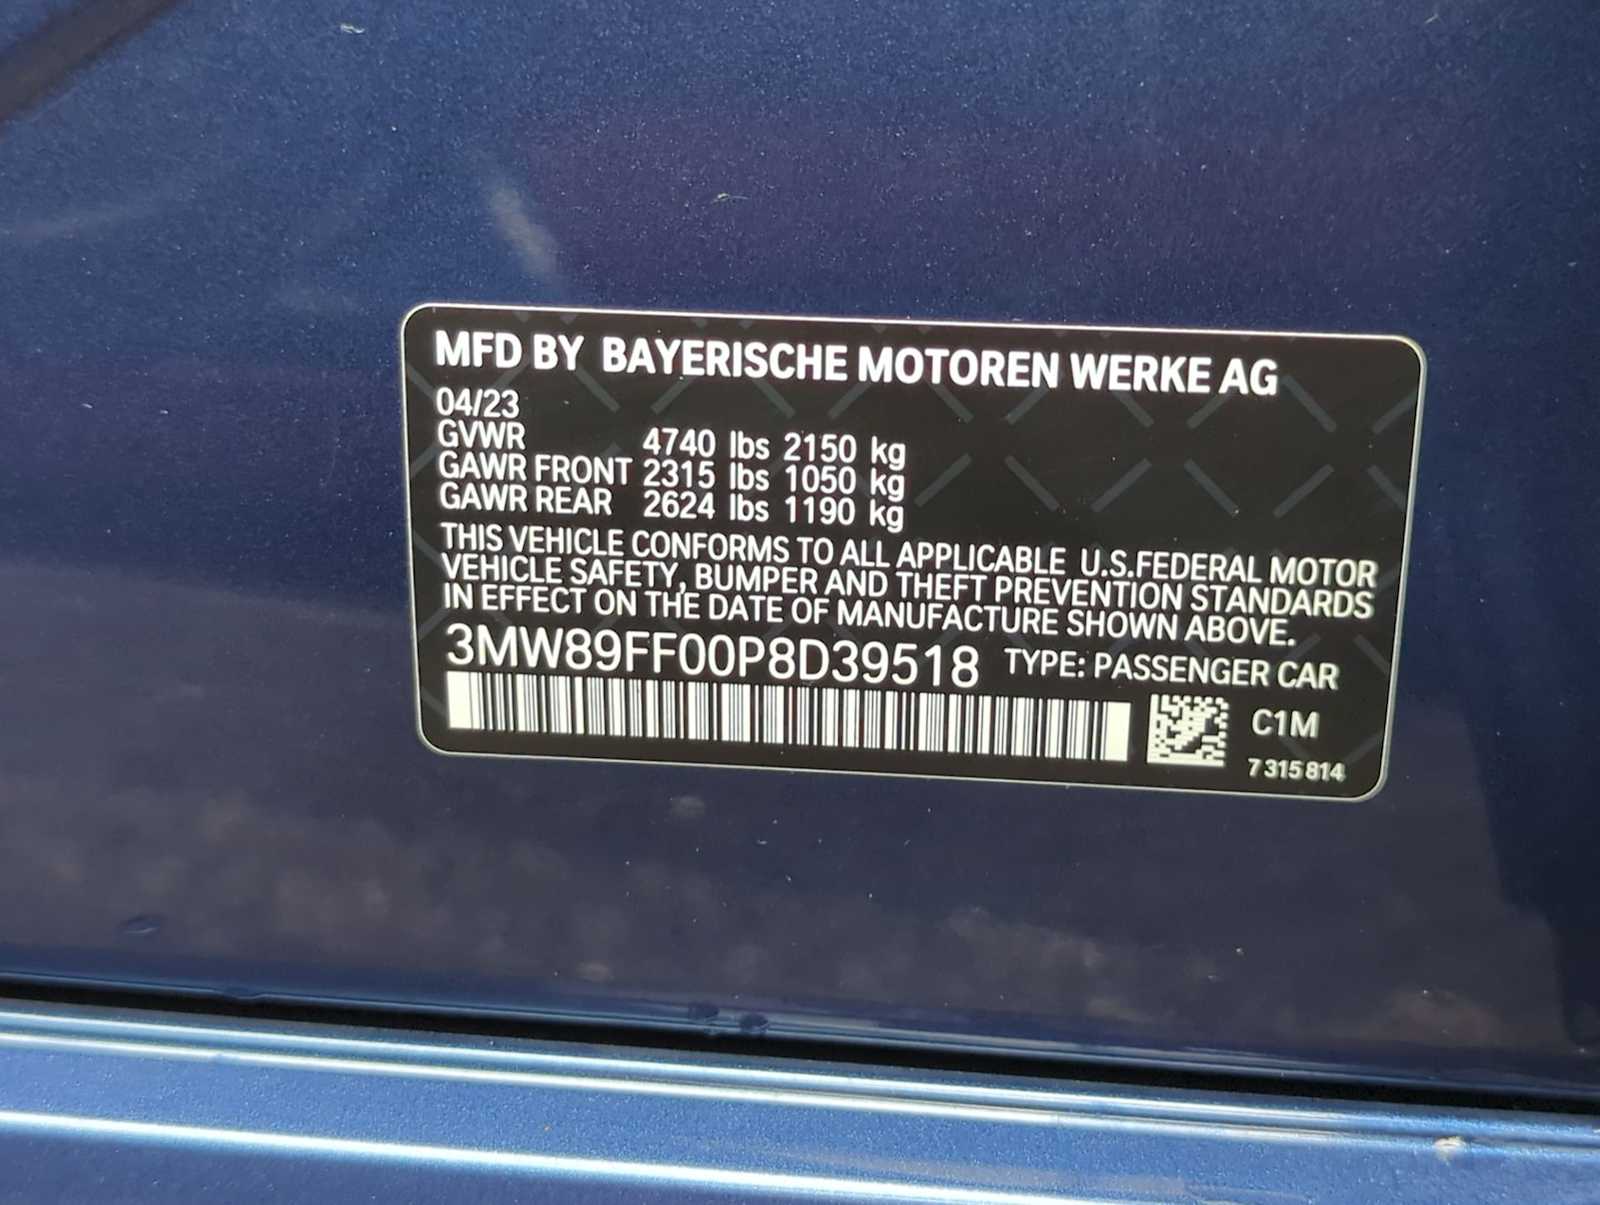 MFD BY BAYERISCHE MOTOREN WERKE AG
04/23
GVWR 4740 lbs 2150 kg
GAWR FRONT 2315 lbs 1050 kg
GAWR REAR 2624 lbs 1190 kg
THIS VEHICLE CONFORMS TO ALL APPLICABLE U.S.FEDERAL MOTOR
VEHICLE SAFETY, BUMPER AND THEFT PREVENTION STANDARDS
IN EFFECT ON THE DATE OF MANUFACTURE SHOWN ABOVE.
3MW89FF00P8D39518 TYPE: PASSENGER CAR
C1M
7 315 814